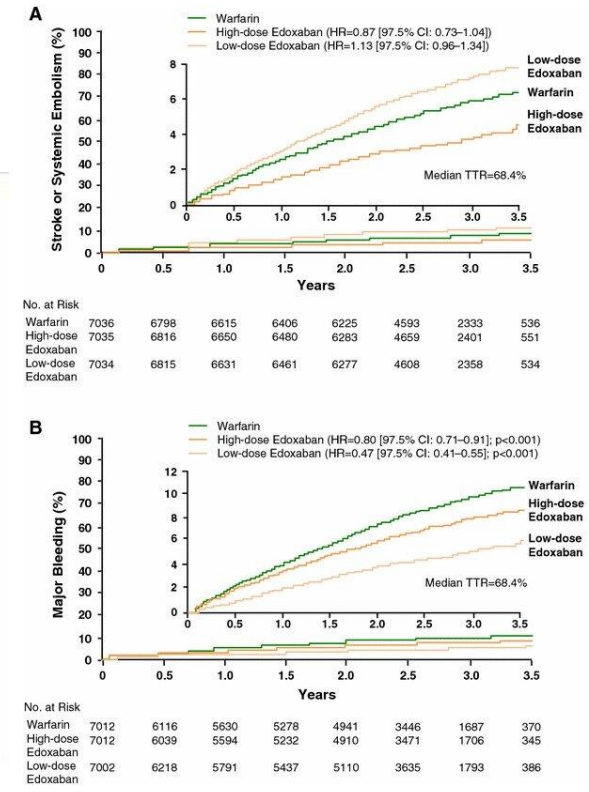 A
Warfarin
High-dose Edoxaban (HR=0.87 [97.5% CI: 0.73–1.04])
Low-dose Edoxaban (HR=1.13 [97.5% CI: 0.96–1.34])
Stroke or Systemic Embolism (%)
100
90
80
70
60
50
40
30
20
10
0
8
6
4
2
0
0 0.5 1.0 1.5 2.0 2.5 3.0 3.5
Low-dose
Edoxaban
Warfarin
High-dose
Edoxaban
Median TTR=68.4%
0 0.5 1.0 1.5 2.0 2.5 3.0 3.5
Years
No. at Risk
Warfarin 7036 6798 6615 6406 6225 4593 2333 536
High-dose 7035 6816 6650 6480 6283 4659 2401 551
Edoxaban
Low-dose 7034 6815 6631 6461 6277 4608 2358 534
Edoxaban
B
Warfarin
High-dose Edoxaban (HR=0.80 [97.5% CI: 0.71–0.91]; p<0.001)
Low-dose Edoxaban (HR=0.47 [97.5% CI: 0.41–0.55]; p<0.001)
Major Bleeding (%)
100
90
80
70
60
50
40
30
20
10
0
12
10
8
6
4
2
0
0 0.5 1.0 1.5 2.0 2.5 3.0 3.5
Warfarin
High-dose
Edoxaban
Low-dose
Edoxaban
Median TTR=68.4%
0 0.5 1.0 1.5 2.0 2.5 3.0 3.5
Years
No. at Risk
Warfarin 7012 6116 5630 5278 4941 3446 1687 370
High-dose 7012 6039 5594 5232 4910 3471 1706 345
Edoxaban
Low-dose 7002 6218 5791 5437 5110 3635 1793 386
Edoxaban